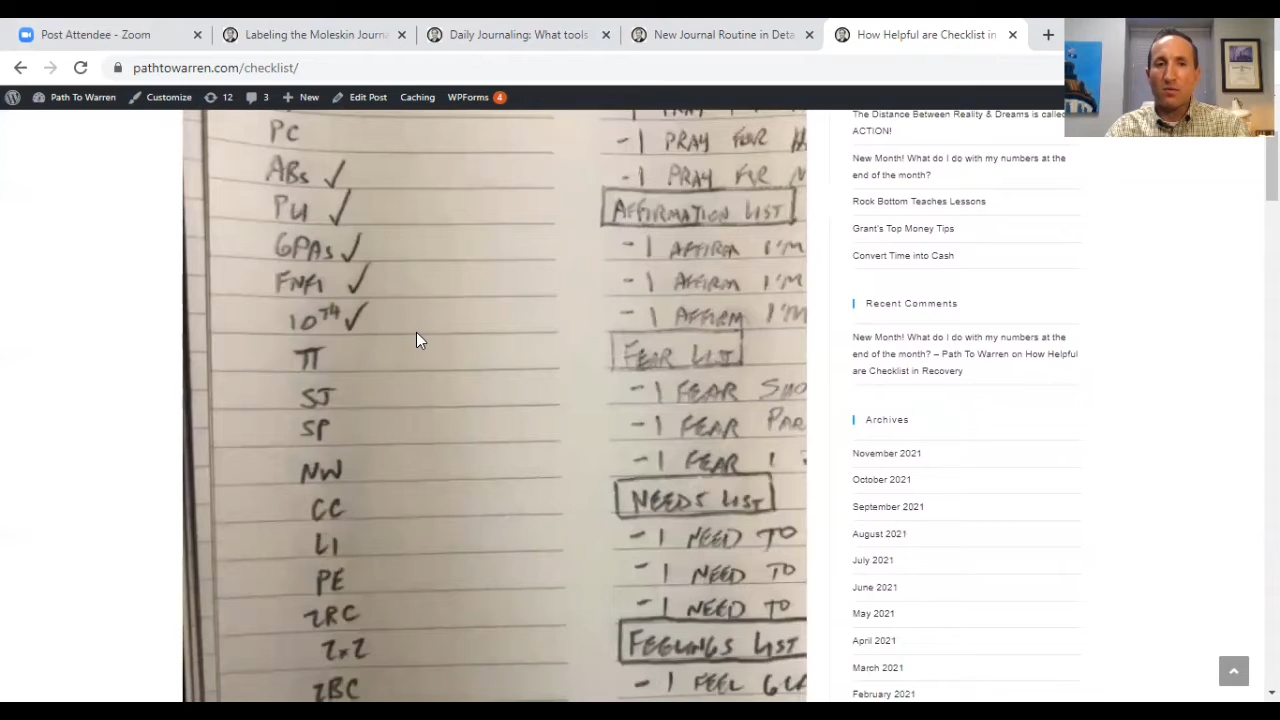 Post Attendee - Zoom
Labeling the Moleskin Journa
Daily Journaling: What tools
New Journal Routine in Deta
How Helpful are Checklist in
pathtowarren.com/checklist/
Path To Warren
Customize
12
3
New
Edit Post
Caching
WPForms 4
PC
ABs ✓
PU ✓
GPAs ✓
FNF1 ✓
10TH ✓
π
ST
SP
NW
CC
LI
PE
2RC
2x2
2BC
- I PRAY FOR
- I PRAY FOR
AFFIRMATION LIST
- I AFFIRM I'M
- I AFFIRM I'M
- I AFFIRM I'M
FEAR LIST
- I FEAR
- I FEAR
- I FEAR I
NEEDS LIST
- I NEED TO
- I NEED TO
- I NEED TO
FEELINGS LIST
- I FEEL
The Distance Between Reality & Dreams is called
ACTION!
New Month! What do I do with my numbers at the
end of the month?
Rock Bottom Teaches Lessons
Grant's Top Money Tips
Convert Time into Cash
Recent Comments
New Month! What do I do with my numbers at the
end of the month? – Path To Warren on How Helpful
are Checklist in Recovery
Archives
November 2021
October 2021
September 2021
August 2021
July 2021
June 2021
May 2021
April 2021
March 2021
February 2021